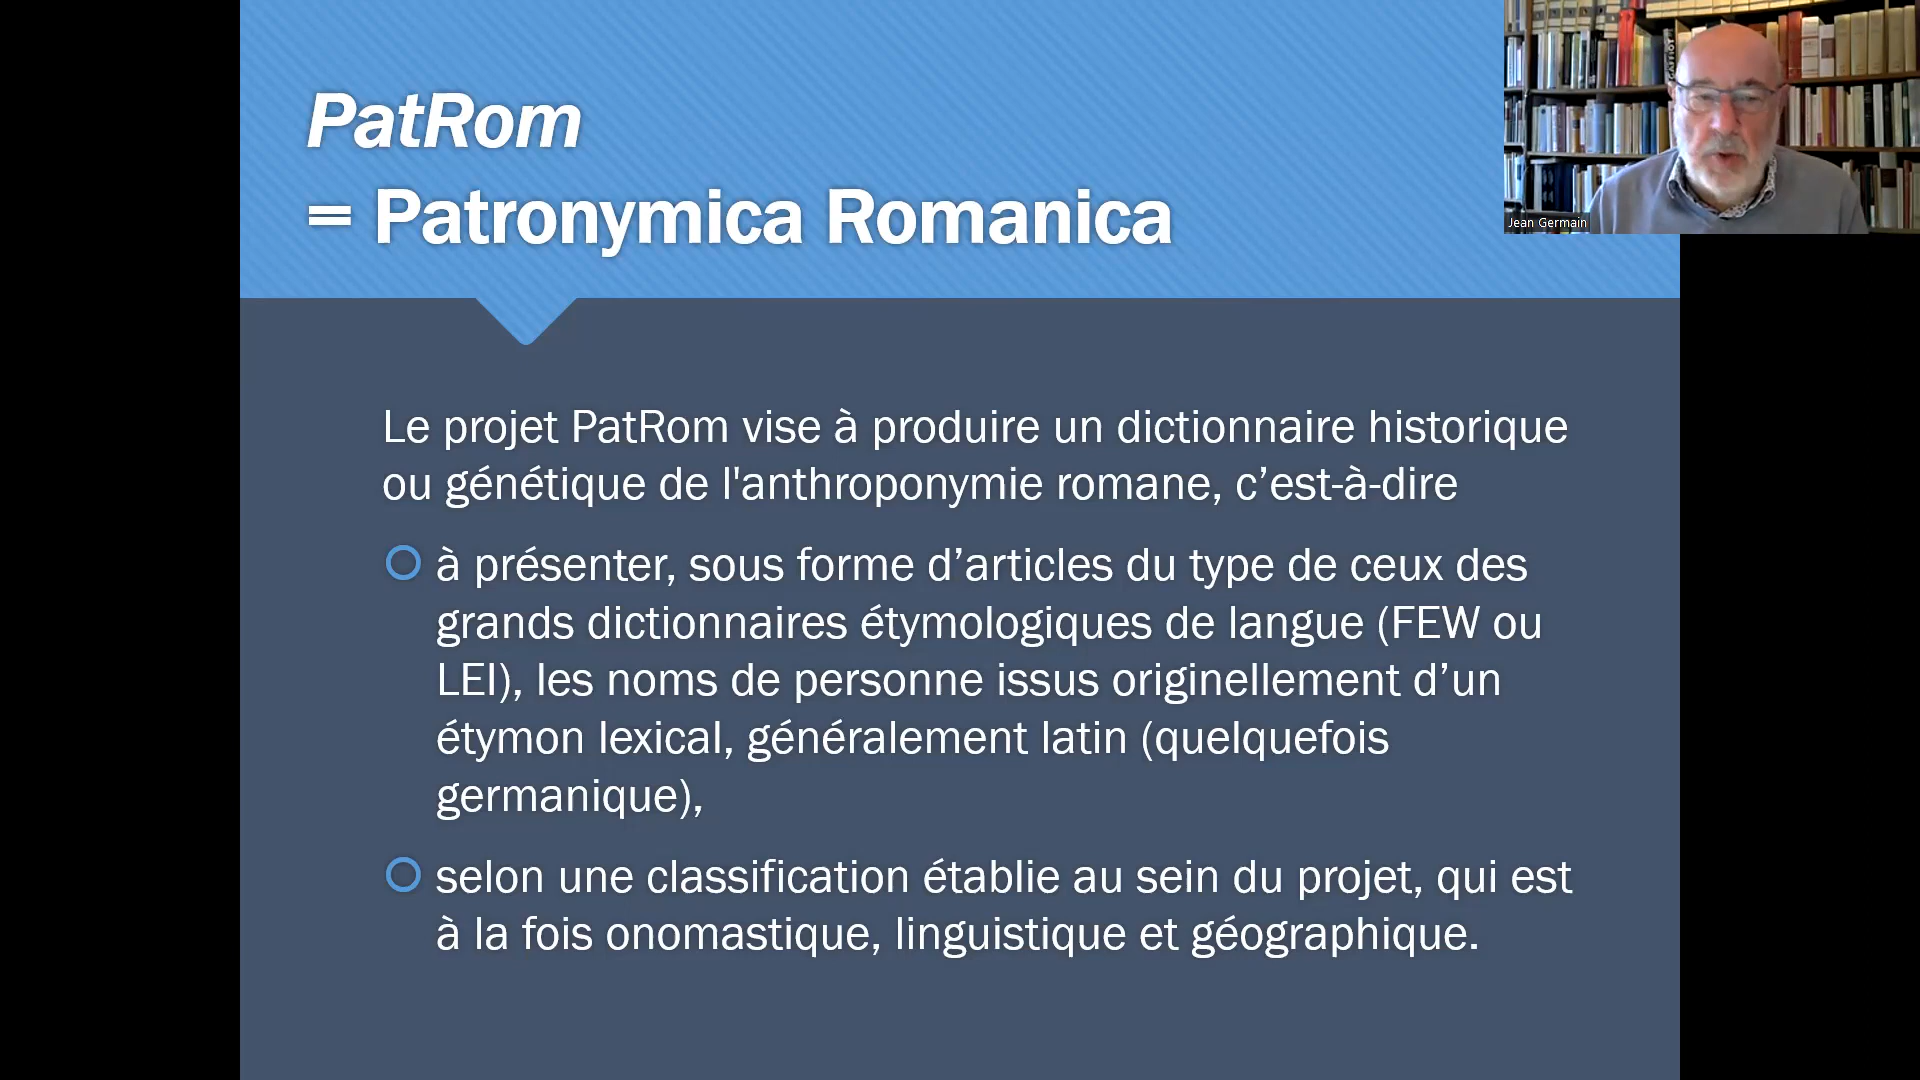 PatRom
= Patronymica Romanica
Jean Germain
Le projet PatRom vise à produire un dictionnaire historique
ou génétique de l'anthroponymie romane, c’est-à-dire
à présenter, sous forme d’articles du type de ceux des
grands dictionnaires étymologiques de langue (FEW ou
LEI), les noms de personne issus originellement d’un
étymon lexical, généralement latin (quelquefois
germanique),
selon une classification établie au sein du projet, qui est
à la fois onomastique, linguistique et géographique.